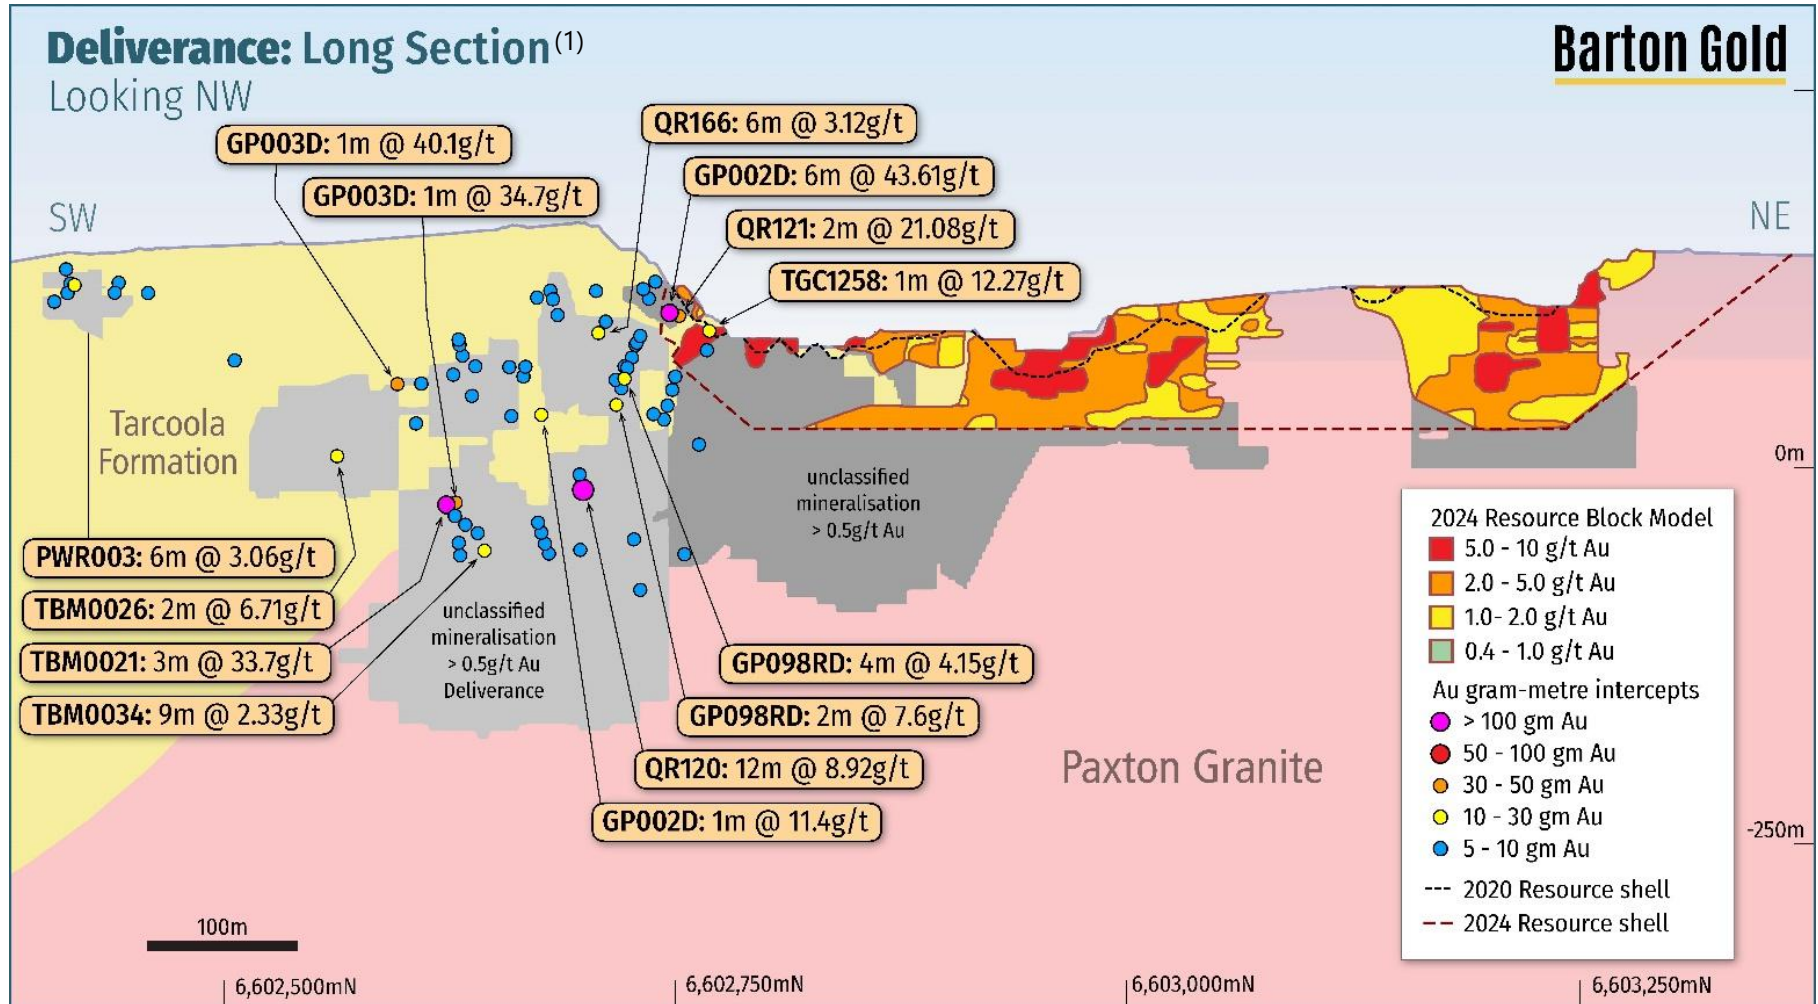 Deliverance: Long Section(1)
Looking NW
Barton Gold
SW
NE
GP003D: 1m @ 40.1g/t
GP003D: 1m @ 34.7g/t
QR166: 6m @ 3.12g/t
GP002D: 6m @ 43.61g/t
QR121: 2m @ 21.08g/t
TGC1258: 1m @ 12.27g/t
Tarcoola
Formation
PWR003: 6m @ 3.06g/t
TBM0026: 2m @ 6.71g/t
TBM0021: 3m @ 33.7g/t
TBM0034: 9m @ 2.33g/t
unclassified
mineralisation
> 0.5g/t Au
Deliverance
unclassified
mineralisation
> 0.5g/t Au
GP098RD: 4m @ 4.15g/t
GP098RD: 2m @ 7.6g/t
QR120: 12m @ 8.92g/t
GP002D: 1m @ 11.4g/t
Paxton Granite
0m
-250m
2024 Resource Block Model
5.0 - 10 g/t Au
2.0 - 5.0 g/t Au
1.0- 2.0 g/t Au
0.4 - 1.0 g/t Au
Au gram-metre intercepts
> 100 gm Au
50 - 100 gm Au
30 - 50 gm Au
10 - 30 gm Au
5 - 10 gm Au
2020 Resource shell
2024 Resource shell
100m
6,602,500mN
6,602,750mN
6,603,000mN
6,603,250mN